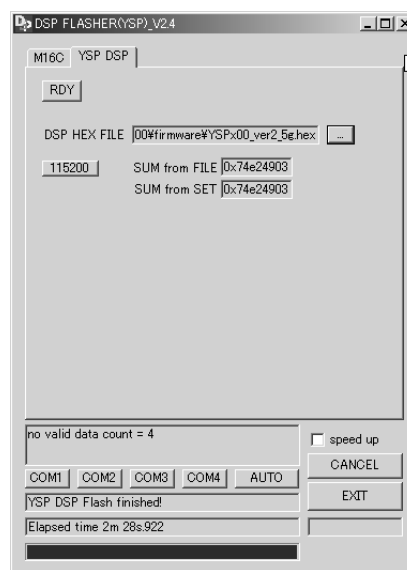 DSP FLASHER(YSP)_V2.4
M16C YSP DSP
RDY
DSP HEX FILE 00¥firmware¥YSPx00_ver2_5g.hex ...
115200 SUM from FILE 0x74e24903
SUM from SET 0x74e24903
no valid data count = 4
speed up
CANCEL
COM1 COM2 COM3 COM4 AUTO
YSP DSP Flash finished!
EXIT
Elapsed time 2m 28s.922